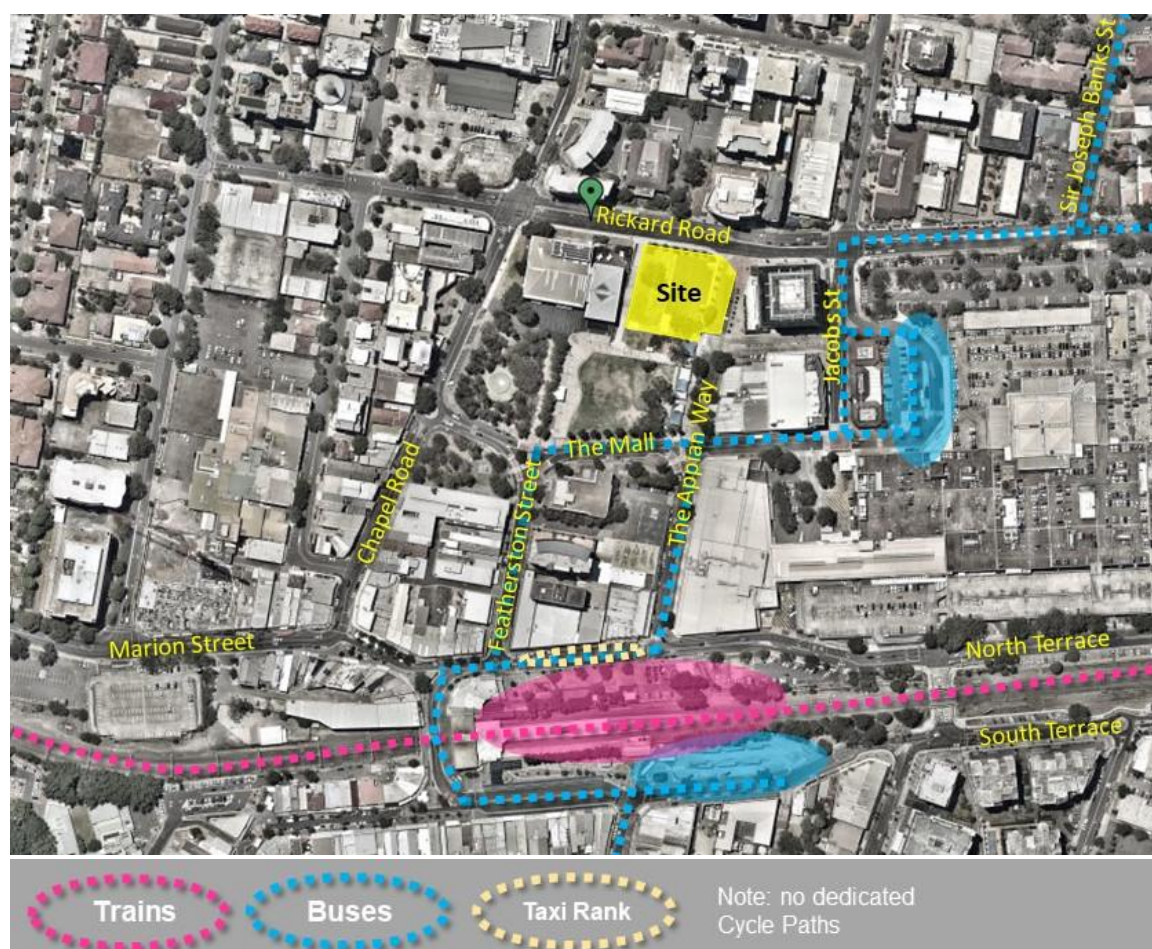 Sir Joseph Banks St
Rickard Road
Site
Jacobs St
The Appian Way
The Mall
Chapel Road
Featherston Street
Marion Street
North Terrace
South Terrace
Trains
Buses
Taxi Rank
Note: no dedicated
Cycle Paths